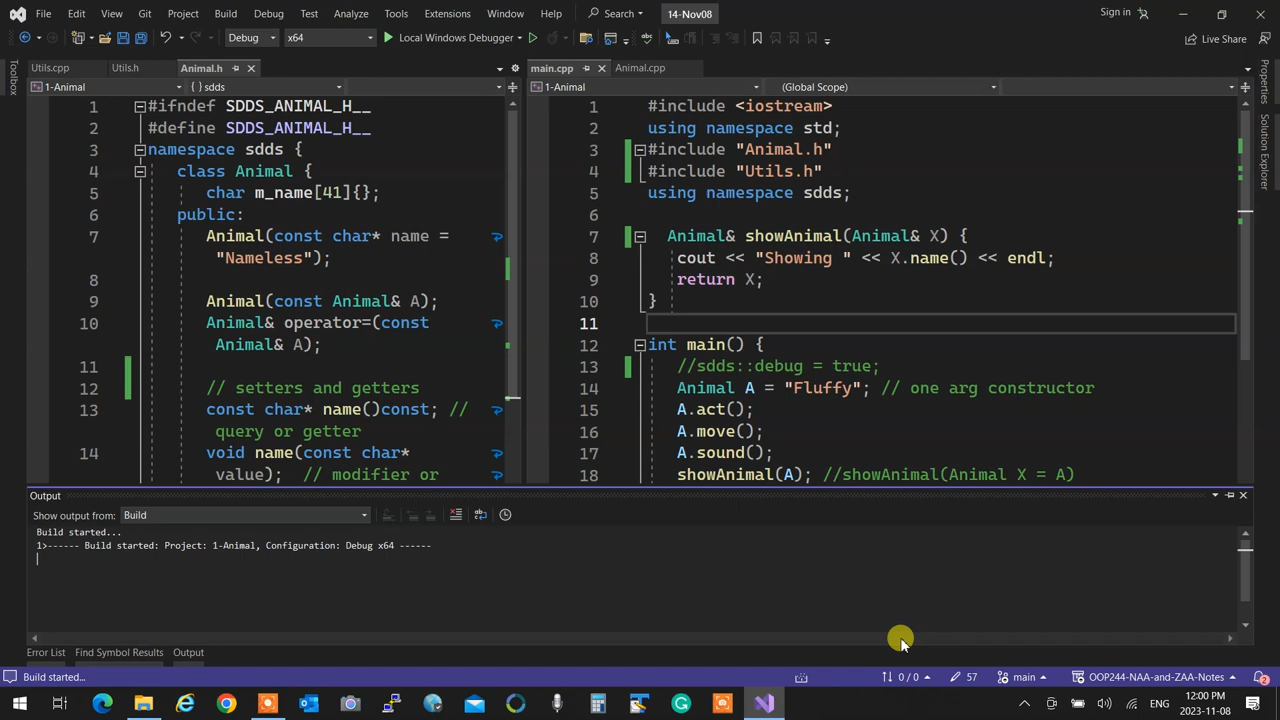 File Edit View Git Project Build Debug Test Analyze Tools Extensions Window Help Search 14-Nov08 Sign in
Debug x64 Local Windows Debugger Live Share
Toolbox
Utils.cpp Utils.h Animal.h
1-Animal sdds
1 #ifndef SDDS_ANIMAL_H__
2 #define SDDS_ANIMAL_H__
3 namespace sdds {
4 class Animal {
5 char m_name[41]{};
6 public:
7 Animal(const char* name =
"Nameless");
8
9 Animal(const Animal& A);
10 Animal& operator=(const
Animal& A);
11
12 // setters and getters
13 const char* name()const; //
query or getter
14 void name(const char*
value); // modifier or
main.cpp Animal.cpp
1-Animal (Global Scope)
1 #include <iostream>
2 using namespace std;
3 #include "Animal.h"
4 #include "Utils.h"
5 using namespace sdds;
6
7 Animal& showAnimal(Animal& X) {
8 cout << "Showing " << X.name() << endl;
9 return X;
10 }
11
12 int main() {
13 //sdds::debug = true;
14 Animal A = "Fluffy"; // one arg constructor
15 A.act();
16 A.move();
17 A.sound();
18 showAnimal(A); //showAnimal(Animal X = A)
Properties
Solution Explorer
Output
Show output from: Build
Build started...
1>------ Build started: Project: 1-Animal, Configuration: Debug x64 ------
Error List Find Symbol Results Output
Build started... 0 / 0 57 main OOP244-NAA-and-ZAA-Notes 2
ENG 12:00 PM
2023-11-08 2